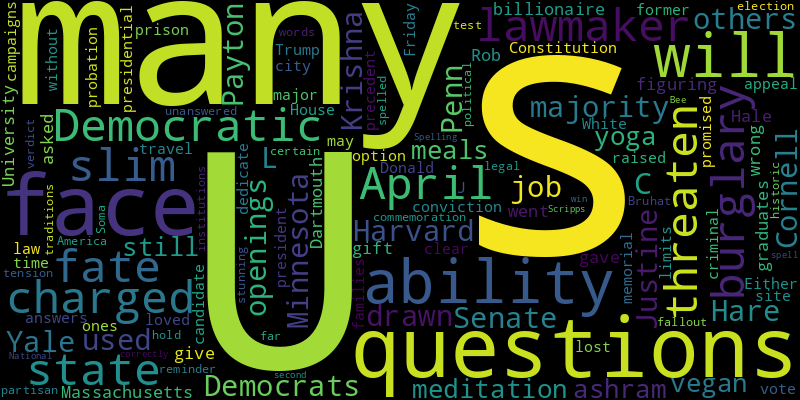 many
S
U
face
ability
questions
April
will
lawmaker
others
billionaire
former
election
words
test
Constitution
Rob
Friday
political
campaigns
without
probation
presidential
prison
Trump
city
major
House
unanswered
Payton
Krishna
precedent
spelled
Penn
majority
White
figuring
appeal
Hale
Bee
promised
wrong
yoga
raised
threaten
burglary
Cornell
historic
Spelling
meals
legal
option
may
certain
Donald
University
verdict
asked
Democratic
travel
slim
L
Dartmouth
dedicate
openings
Minnesota
president
stunning
institutions
job
C
U
win
went
Scripps
Bruhat
conviction
commemoration
Harvard
gift
clear
gave
families
memorial
Justine
limits
criminal
graduates
Either
site
spell
Hare
fallout
vote
vegan
ashram
meditation
lost
Senate
drawn
traditions
Soma
America
law
time
tension
still
fate
charged
candidate
answers
ones
loved
hold
far
Yale
used
National
correctly
give
state
reminder
second
partisan
Massachusetts
Democrats